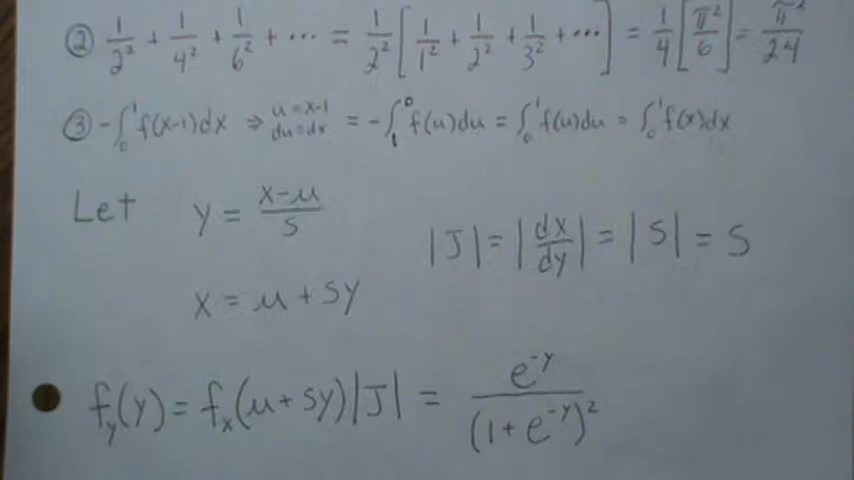 ② 1/2² + 1/4² + 1/6² + ⋯ = 1/2² [1/1² + 1/2² + 1/3² + ⋯] = 1/4 [π²/6] = π²/24
③ -∫₀¹ f(x-1)dx ⇒ u = x-1 du = dx = -∫₁⁰ f(u)du = ∫₀¹ f(u)du = ∫₀¹ f(x)dx
Let y = (x-μ)/s
|J| = |dx/dy| = |s| = s
x = μ + sy
f_y(y) = f_x(μ + sy)|J| = e^(-y)/(1 + e^(-y))²